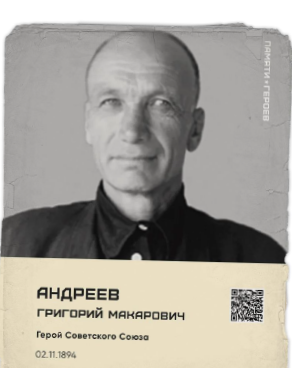 ПАМЯТИ ГЕРОЕВ
АНДРЕЕВ
ГРИГОРИЙ МАКАРОВИЧ
Герой Советского Союза
02.11.1894